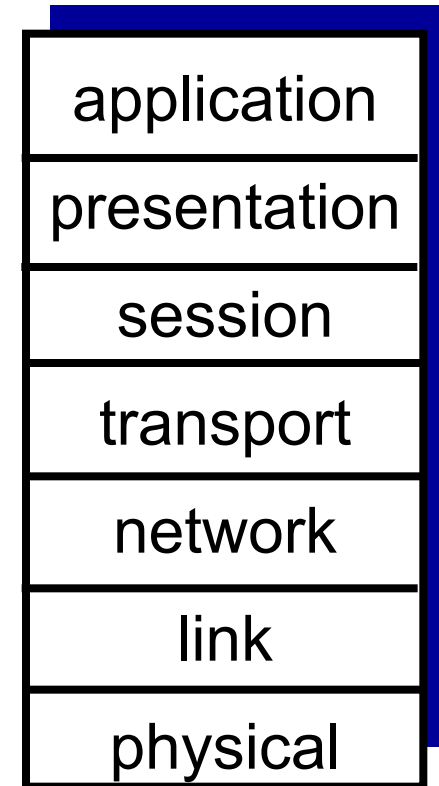 application
presentation
session
transport
network
link
physical